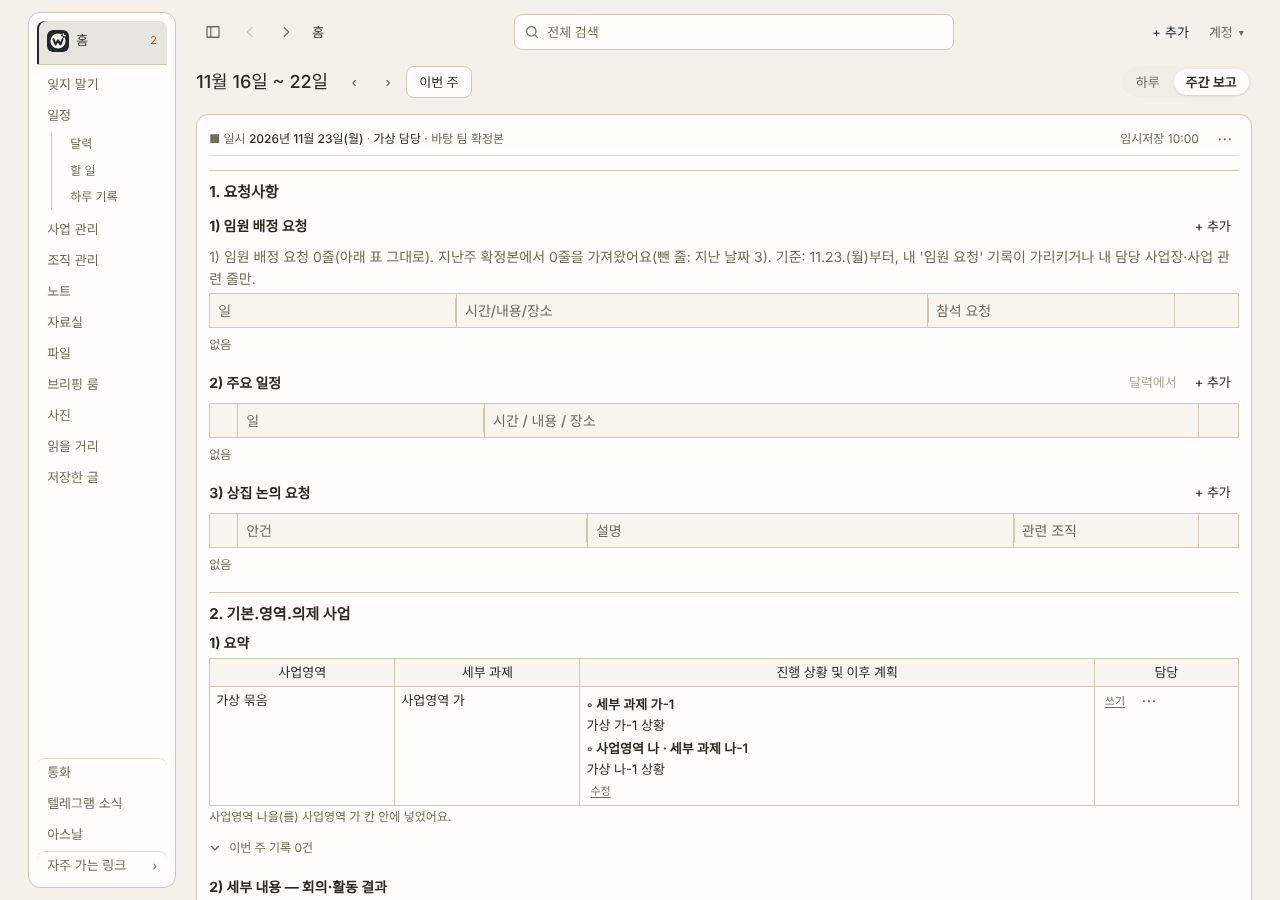 홈 2
잊지 말기
일정
달력
할 일
하루 기록
사업 관리
조직 관리
노트
자료실
파일
브리핑 룸
사진
읽을 거리
저장한 글
통화
텔레그램 소식
아스날
자주 가는 링크 ›
홈
전체 검색
+ 추가 계정 ▾
11월 16일 ~ 22일 ‹ › 이번 주
하루 주간 보고
■ 일시 2026년 11월 23일(월) · 가상 담당 · 바탕 팀 확정본
임시저장 10:00 ···
1. 요청사항
1) 임원 배정 요청 + 추가
1) 임원 배정 요청 0줄(아래 표 그대로). 지난주 확정본에서 0줄을 가져왔어요(뺀 줄: 지난 날짜 3). 기준: 11.23.(월)부터, 내 '임원 요청' 기록이 가리키거나 내 담당 사업장·사업 관
련 줄만.
일 시간/내용/장소 참석 요청
없음
2) 주요 일정 달력에서 + 추가
일 시간 / 내용 / 장소
없음
3) 상집 논의 요청 + 추가
안건 설명 관련 조직
없음
2. 기본.영역.의제 사업
1) 요약
사업영역 세부 과제 진행 상황 및 이후 계획 담당
가상 묶음 사업영역 가 ∘ 세부 과제 가-1 쓰기 ···
가상 가-1 상황
∘ 사업영역 나 · 세부 과제 나-1
가상 나-1 상황
수정
사업영역 나을(를) 사업영역 가 칸 안에 넣었어요.
이번 주 기록 0건
2) 세부 내용 — 회의·활동 결과